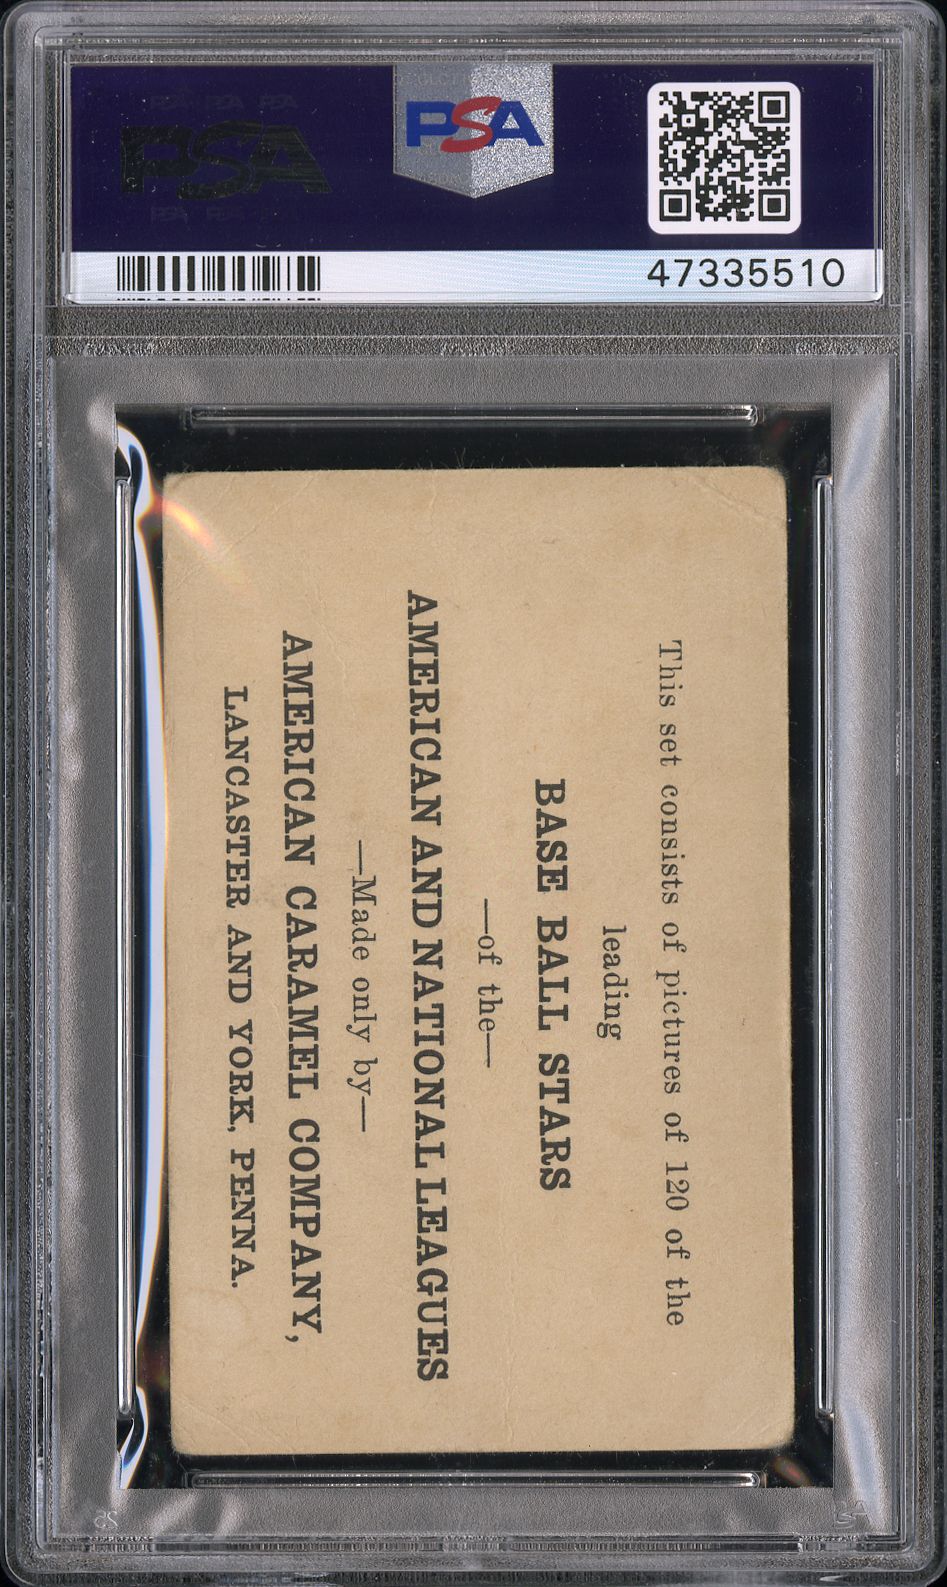 PSA
PSA
47335510
This set consists of pictures of 120 of the
leading
BASE BALL STARS
—of the—
AMERICAN AND NATIONAL LEAGUES
—Made only by—
AMERICAN CARAMEL COMPANY,
LANCASTER AND YORK, PENNA.